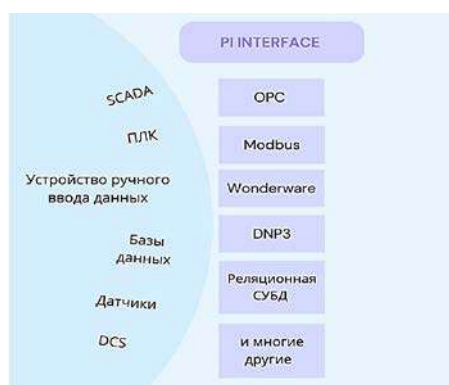 PI INTERFACE
SCADA
ПЛК
Устройство ручного
ввода данных
Базы
данных
Датчики
DCS
OPC
Modbus
Wonderware
DNP3
Реляционная
СУБД
и многие
другие